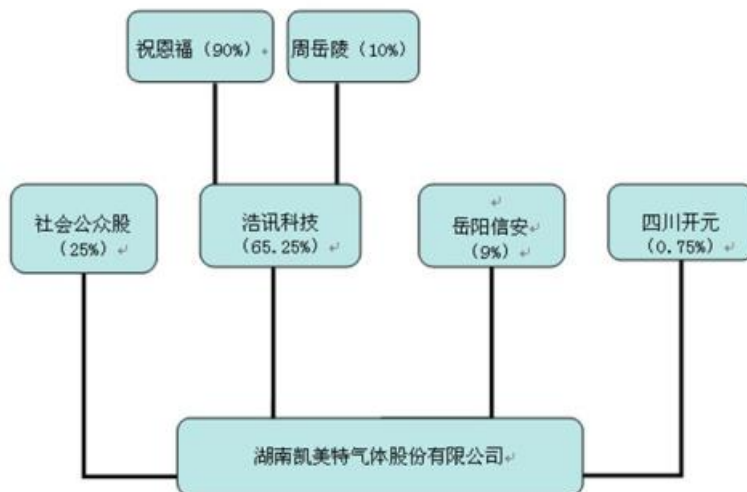 祝恩福（90%）
周岳陵（10%）
社会公众股
（25%）
浩讯科技
（65.25%）
岳阳信安
（9%）
四川开元
（0.75%）
湖南凯美特气体股份有限公司